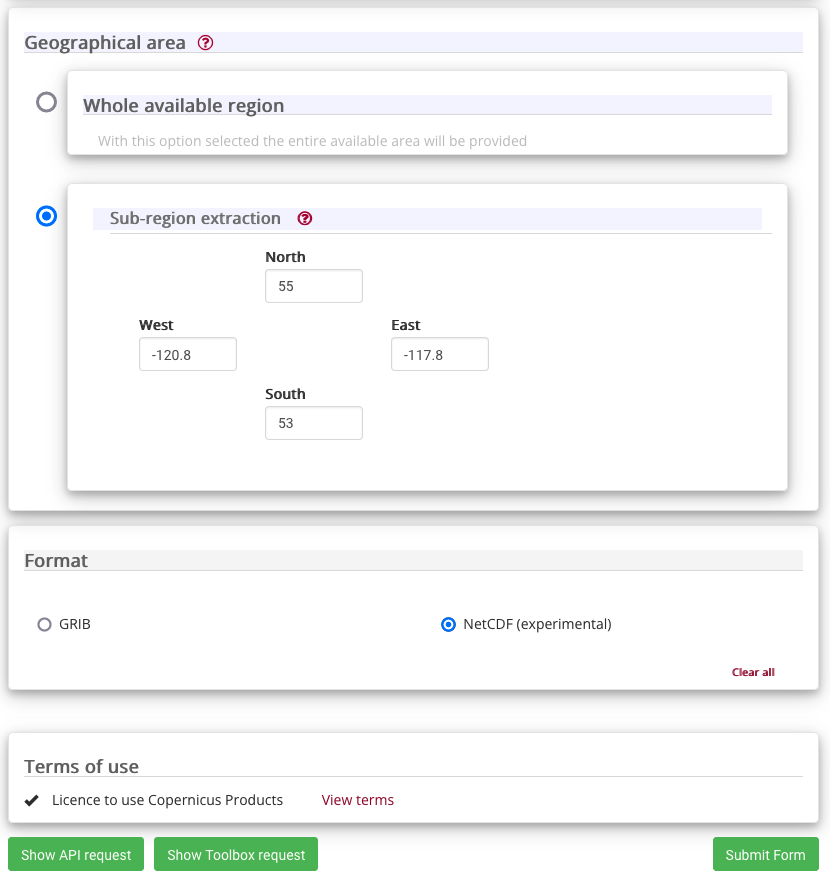 Geographical area ?
Whole available region
With this option selected the entire available area will be provided
Sub-region extraction ?
North
55
West
East
-120.8
-117.8
South
53
Format
GRIB
NetCDF (experimental)
Clear all
Terms of use
Licence to use Copernicus Products
View terms
Show API request
Show Toolbox request
Submit Form